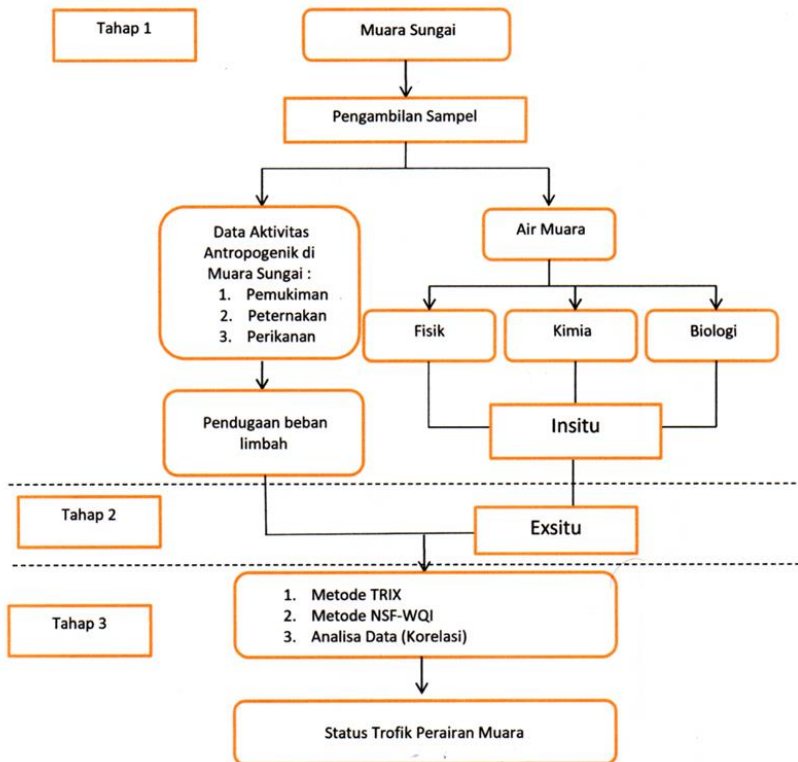 Tahap 1
Muara Sungai
Pengambilan Sampel
Data Aktivitas
Antropogenik di
Muara Sungai :
1. Pemukiman
2. Peternakan
3. Perikanan
Air Muara
Fisik
Kimia
Biologi
Pendugaan beban
limbah
Insitu
Tahap 2
Exsitu
Tahap 3
1. Metode TRIX
2. Metode NSF-WQI
3. Analisa Data (Korelasi)
Status Trofik Perairan Muara